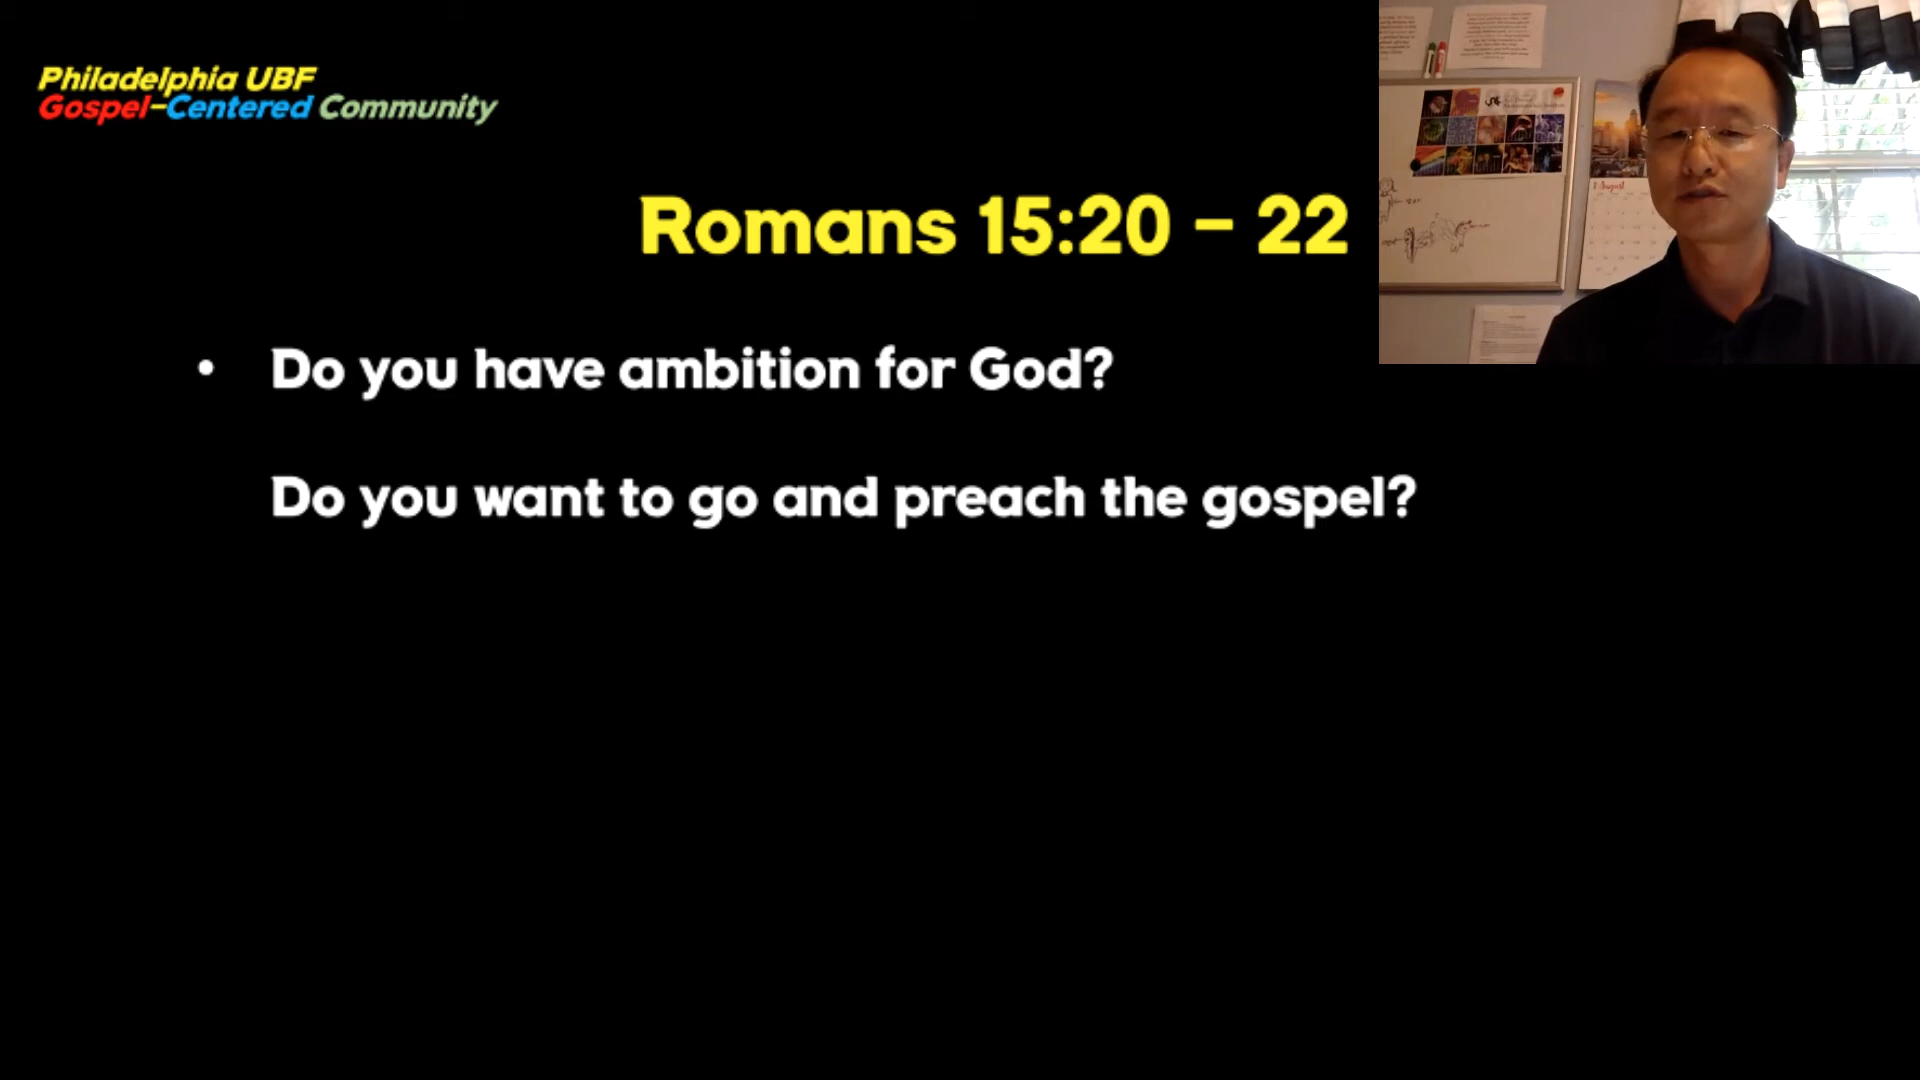 Philadelphia UBF
Gospel-Centered Community
Romans 15:20 – 22
• Do you have ambition for God?
Do you want to go and preach the gospel?
August